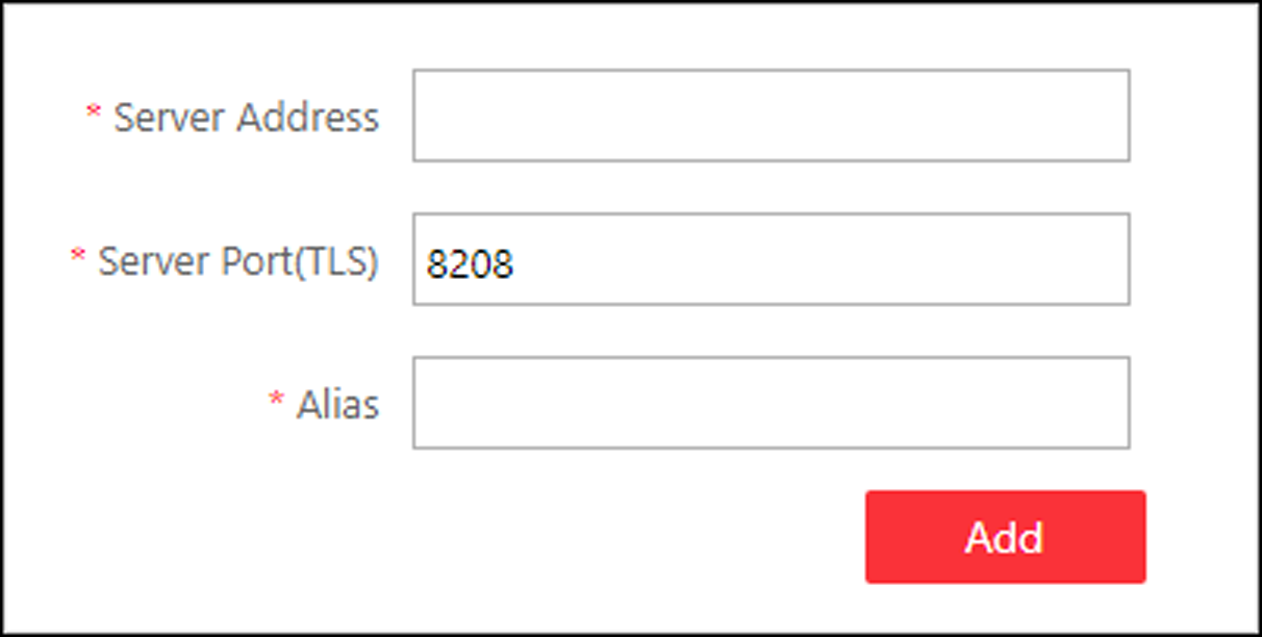 * Server Address
* Server Port(TLS) 8208
* Alias
Add